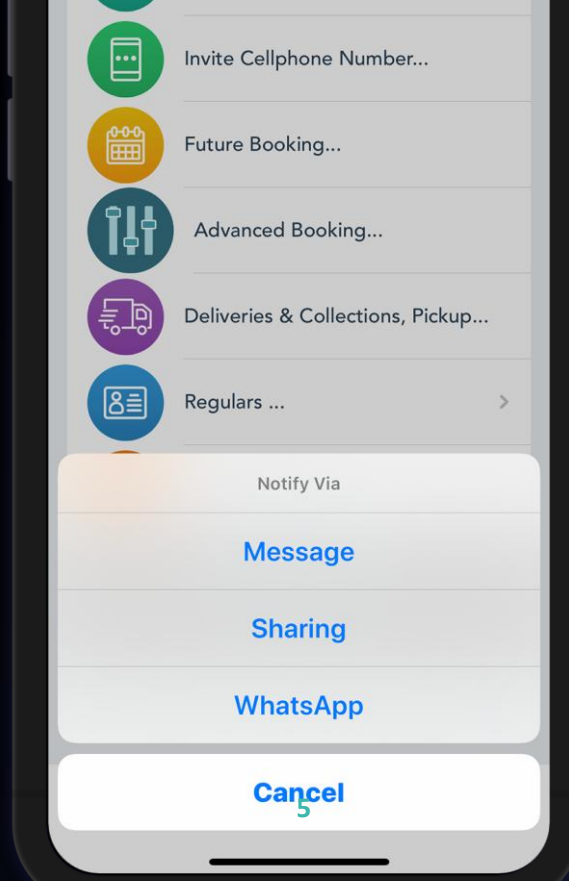 Invite Cellphone Number...
Future Booking...
Advanced Booking...
Deliveries & Collections, Pickup...
Regulars ...
Notify Via
Message
Sharing
WhatsApp
Cancel
5